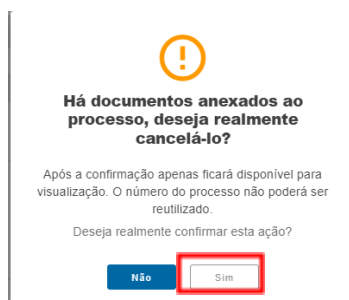 Há documentos anexados ao
processo, deseja realmente
cancelá-lo?
Após a confirmação apenas ficará disponível para
visualização. O número do processo não poderá ser
reutilizado.
Deseja realmente confirmar esta ação?
Não
Sim